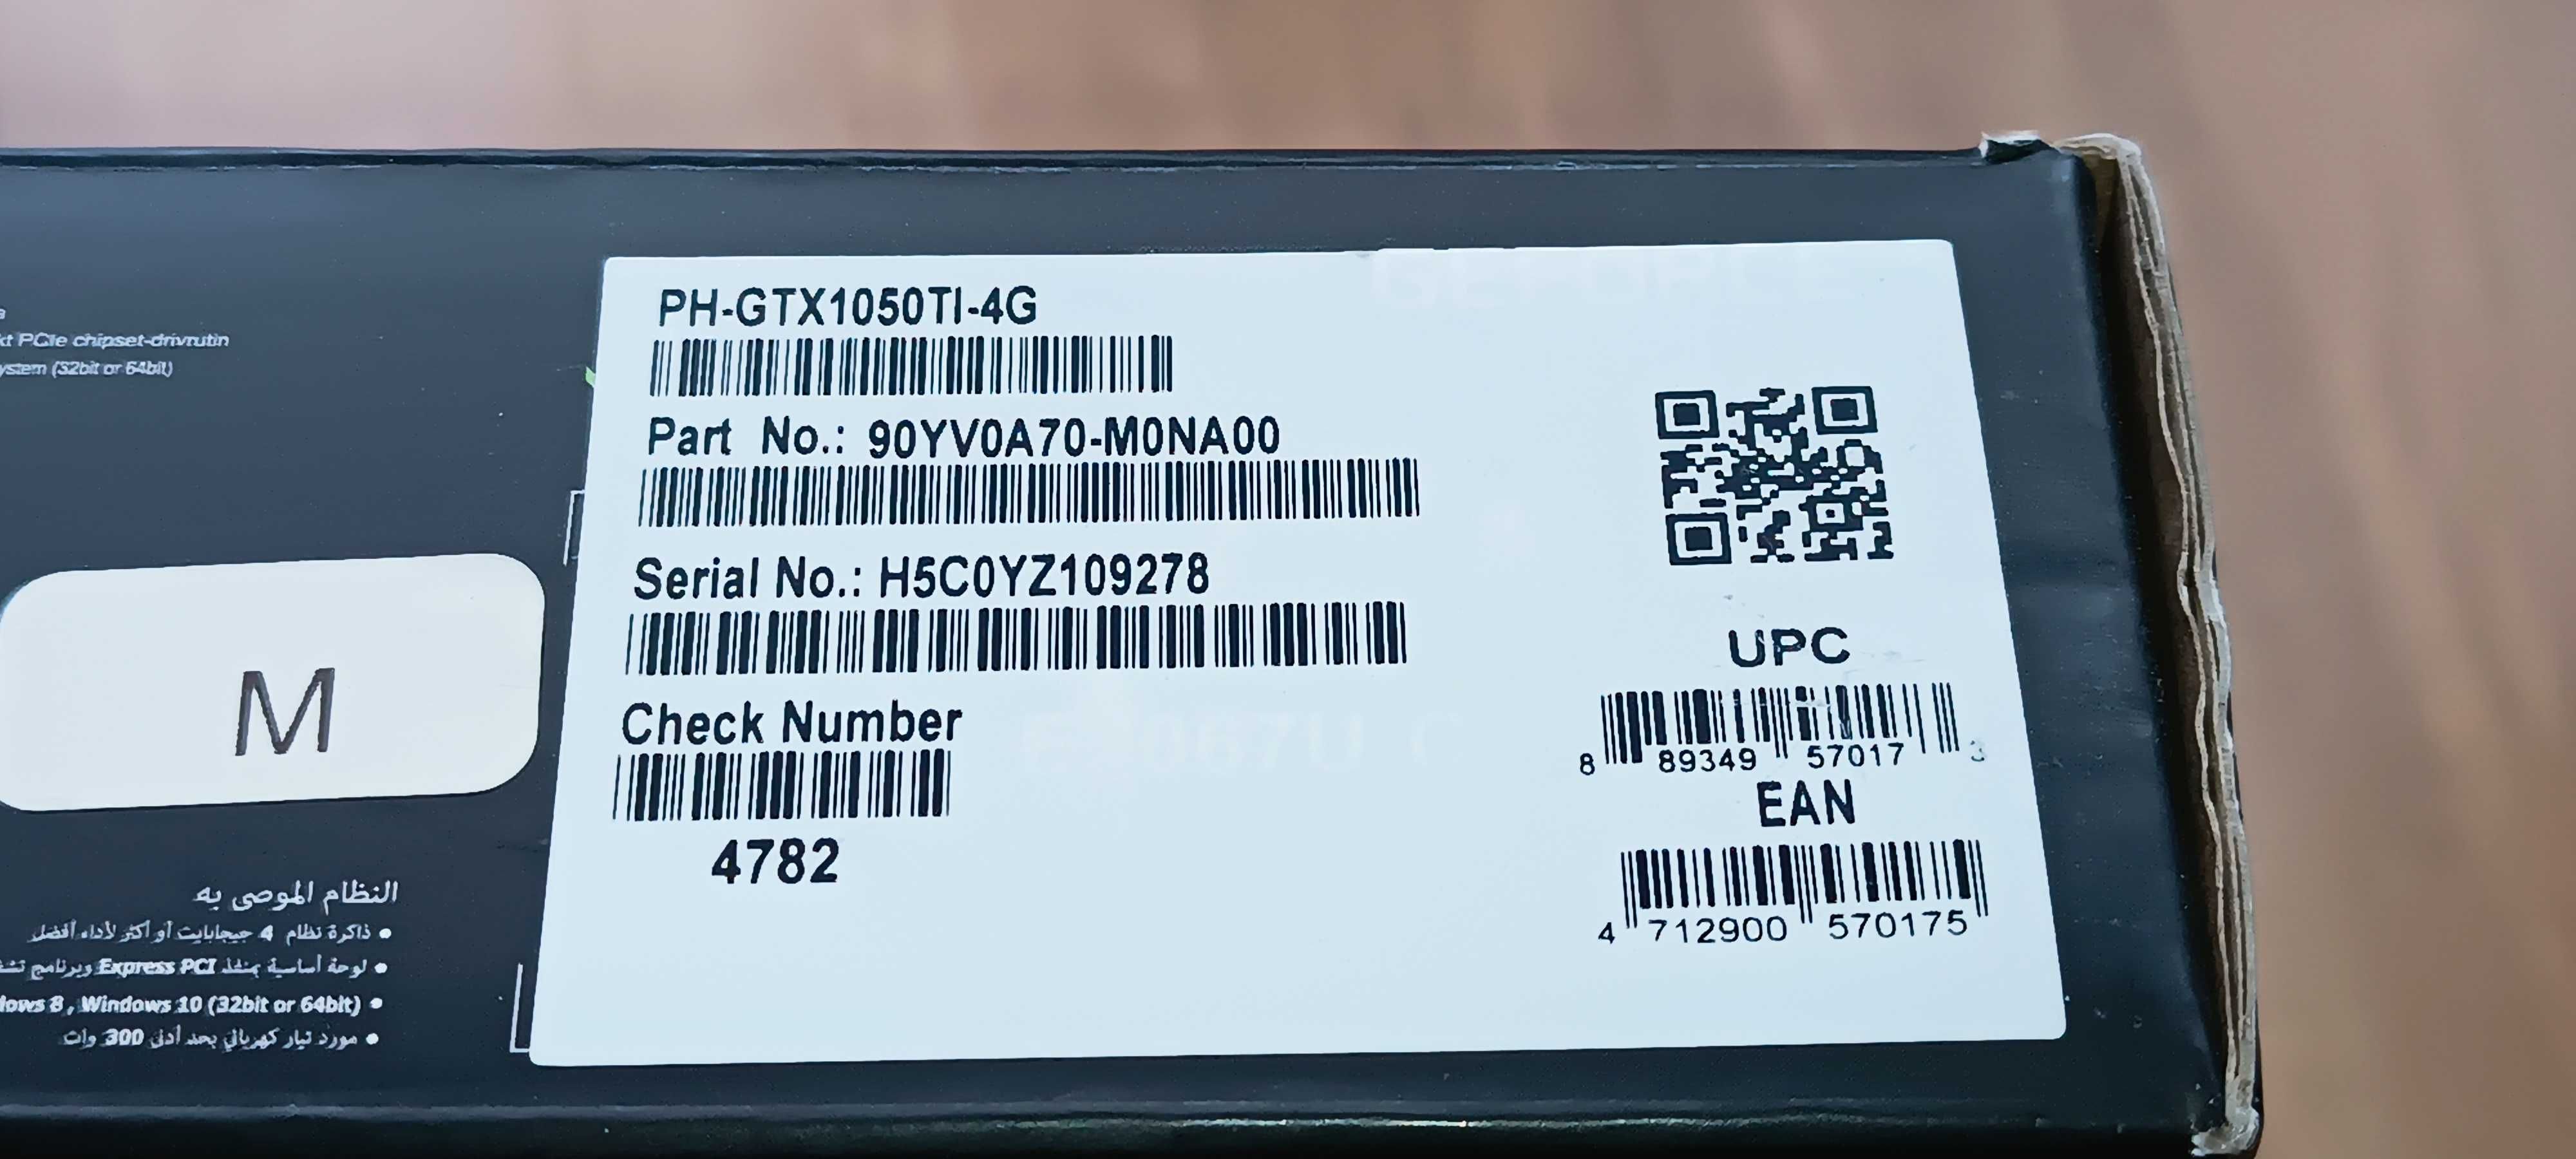 PH-GTX1050TI-4G
Part No.: 90YV0A70-M0NA00
Serial No.: H5C0YZ109278
Check Number
4782
UPC
8 89349 57017 3
EAN
4 712900 570175
kt PCIe chipset-drivrutin
ystem (32bit or 64bit)
M
النظام الموصى به
● ذاكرة نظام 4 جيجابايت أو أكثر لأداء أفضل
● لوحة أساسية بمنفذ Express PCI وبرنامج
dows 8 , Windows 10 (32bit or 64bit) ●
● مورد تيار كهربائي بحد أدنى 300 وات